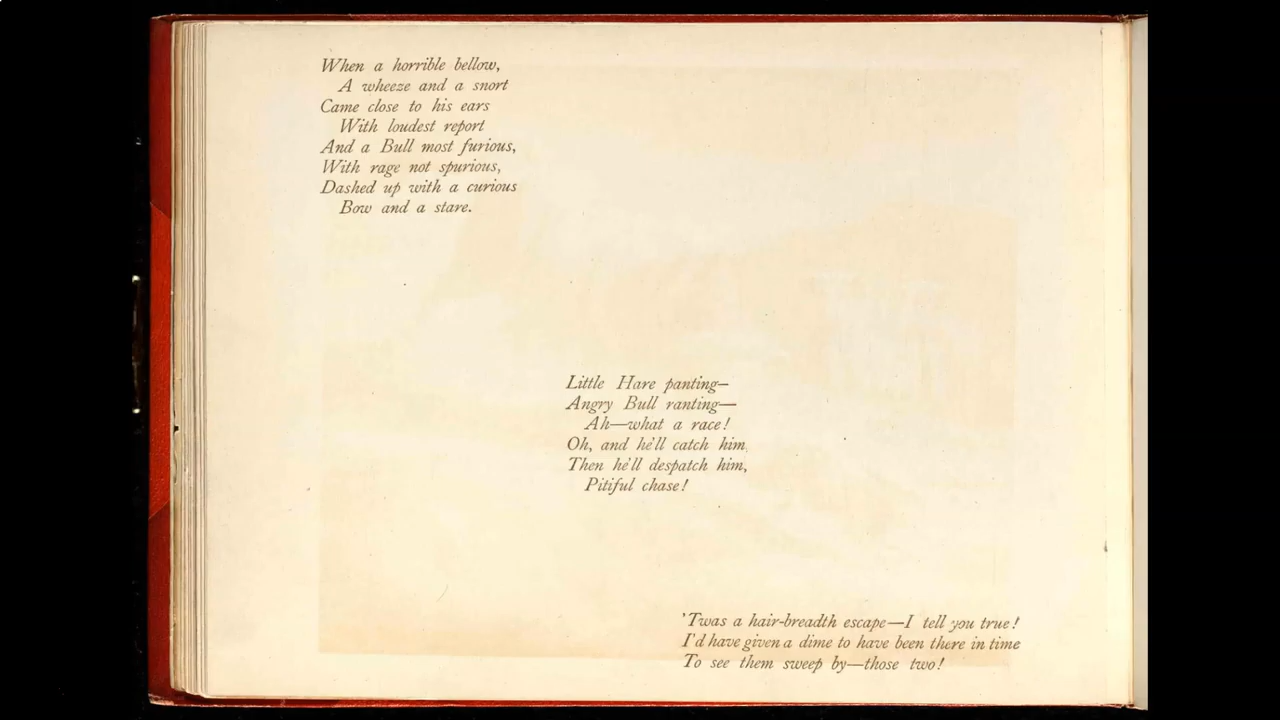 When a horrible bellow,
A wheeze and a snort
Came close to his ears
With loudest report
And a Bull most furious,
With rage not spurious,
Dashed up with a curious
Bow and a stare.
Little Hare panting—
Angry Bull ranting—
Ah—what a race!
Oh, and he'll catch him,
Then he'll despatch him,
Pitiful chase!
'Twas a hair-breadth escape—I tell you true!
I'd have given a dime to have been there in time
To see them sweep by—those two!